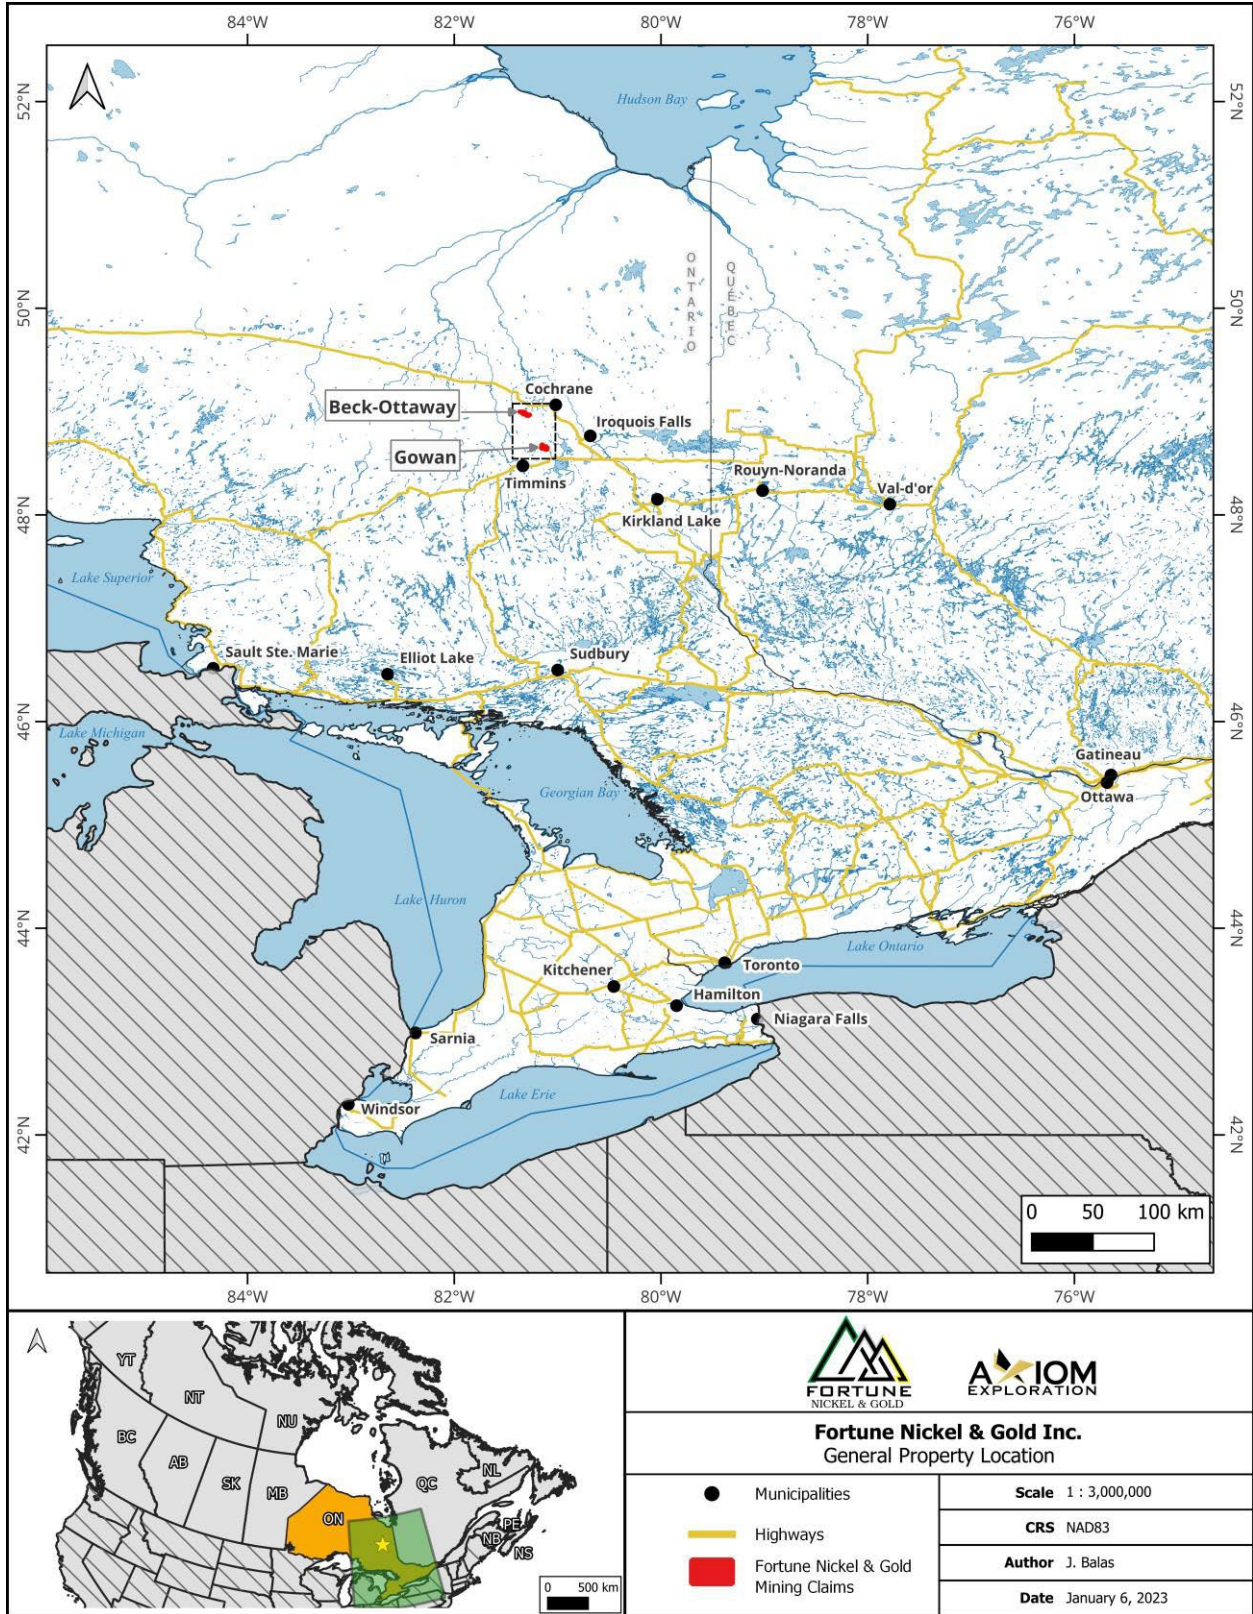 84°W 82°W 80°W 78°W 76°W
52°N
52°N
Hudson Bay
ONTARIO
QUÉBEC
50°N
50°N
Cochrane
Beck-Ottaway
Iroquois Falls
Gowan
Timmins
Rouyn-Noranda
Val-d'or
Kirkland Lake
48°N
48°N
Lake Superior
Sault Ste. Marie
Elliot Lake
Sudbury
46°N
46°N
Lake Michigan
Georgian Bay
Gatineau
Ottawa
Lake Huron
44°N
44°N
Lake Ontario
Kitchener
Toronto
Hamilton
Niagara Falls
Sarnia
Lake Erie
Windsor
42°N
42°N
0 50 100 km
84°W 82°W 80°W 78°W 76°W
YT
NT
NU
BC
AB
SK
MB
ON
QC
NL
PE
NB
NS
0 500 km
FORTUNE
NICKEL & GOLD
AXIOM
EXPLORATION
Fortune Nickel & Gold Inc.
General Property Location
Municipalities
Highways
Fortune Nickel & Gold
Mining Claims
Scale 1 : 3,000,000
CRS NAD83
Author J. Balas
Date January 6, 2023